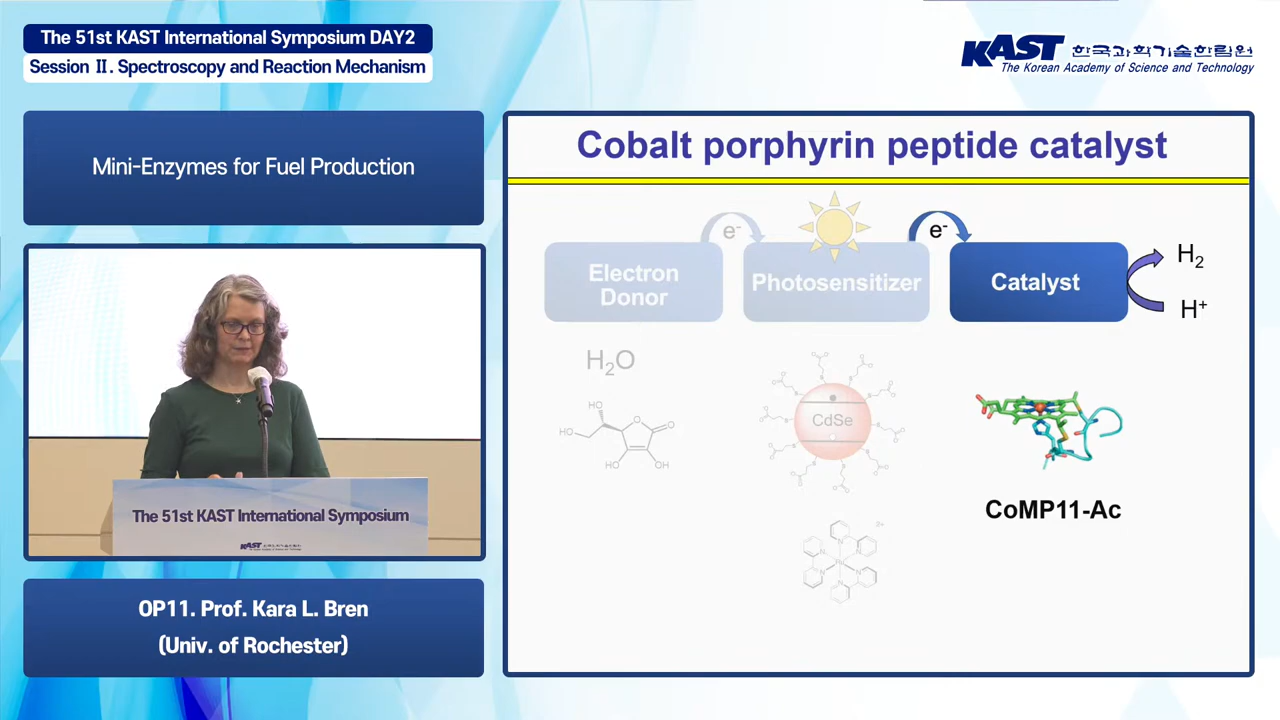 The 51st KAST International Symposium DAY2
Session Ⅱ. Spectroscopy and Reaction Mechanism
KAST 한국과학기술한림원
The Korean Academy of Science and Technology
Mini-Enzymes for Fuel Production
The 51st KAST International Symposium
KAST
OP11. Prof. Kara L. Bren
(Univ. of Rochester)
Cobalt porphyrin peptide catalyst
e⁻
e⁻
Electron
Donor
Photosensitizer
Catalyst
H₂
H⁺
H₂O
HO
HO
O
O
HO
OH
CdSe
2+
N
N
N
N
N
N
CoMP11-Ac